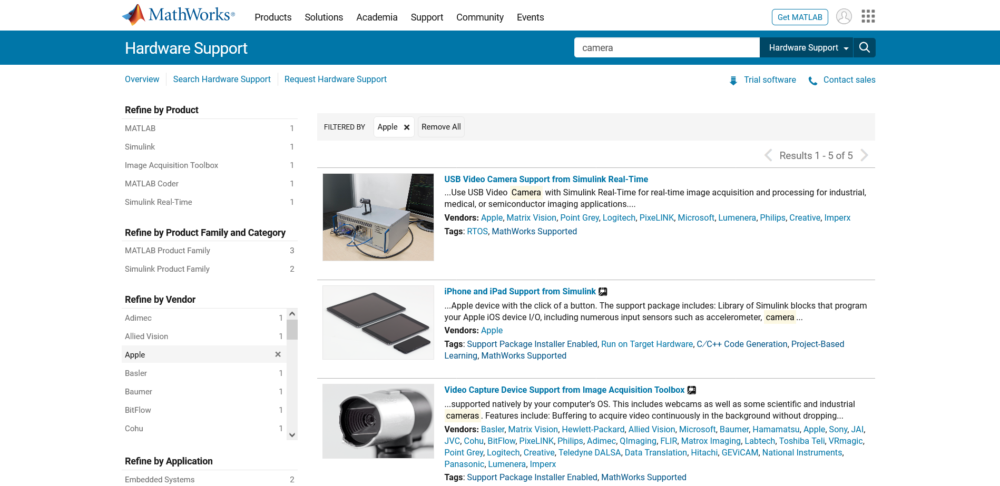 MathWorks®
Products Solutions Academia Support Community Events
Get MATLAB
Hardware Support
camera
Hardware Support
Overview
Search Hardware Support
Request Hardware Support
Trial software
Contact sales
Refine by Product
MATLAB 1
Simulink 1
Image Acquisition Toolbox 1
MATLAB Coder 1
Simulink Real-Time 1
Refine by Product Family and Category
MATLAB Product Family 3
Simulink Product Family 2
Refine by Vendor
Adimec 1
Allied Vision 1
Apple ×
Basler 1
Baumer 1
BitFlow 1
Cohu 1
Refine by Application
Embedded Systems 2
FILTERED BY Apple × Remove All
Results 1 - 5 of 5
USB Video Camera Support from Simulink Real-Time
...Use USB Video Camera with Simulink Real-Time for real-time image acquisition and processing for industrial,
medical, or semiconductor imaging applications....
Vendors: Apple, Matrix Vision, Point Grey, Logitech, PixeLINK, Microsoft, Lumenera, Philips, Creative, Imperx
Tags: RTOS, MathWorks Supported
iPhone and iPad Support from Simulink
...Apple device with the click of a button. The support package includes: Library of Simulink blocks that program
your Apple iOS device I/O, including numerous input sensors such as accelerometer, camera...
Vendors: Apple
Tags: Support Package Installer Enabled, Run on Target Hardware, C/C++ Code Generation, Project-Based
Learning, MathWorks Supported
Video Capture Device Support from Image Acquisition Toolbox
...supported natively by your computer’s OS. This includes webcams as well as some scientific and industrial
cameras. Features include: Buffering to acquire video continuously in the background without dropping...
Vendors: Basler, Matrix Vision, Hewlett-Packard, Allied Vision, Microsoft, Baumer, Hamamatsu, Apple, Sony, JAI,
JVC, Cohu, BitFlow, PixeLINK, Philips, Adimec, QImaging, FLIR, Matrox Imaging, Labtech, Toshiba Teli, VRmagic,
Point Grey, Logitech, Creative, Teledyne DALSA, Data Translation, Hitachi, GEViCAM, National Instruments,
Panasonic, Lumenera, Imperx
Tags: Support Package Installer Enabled, MathWorks Supported